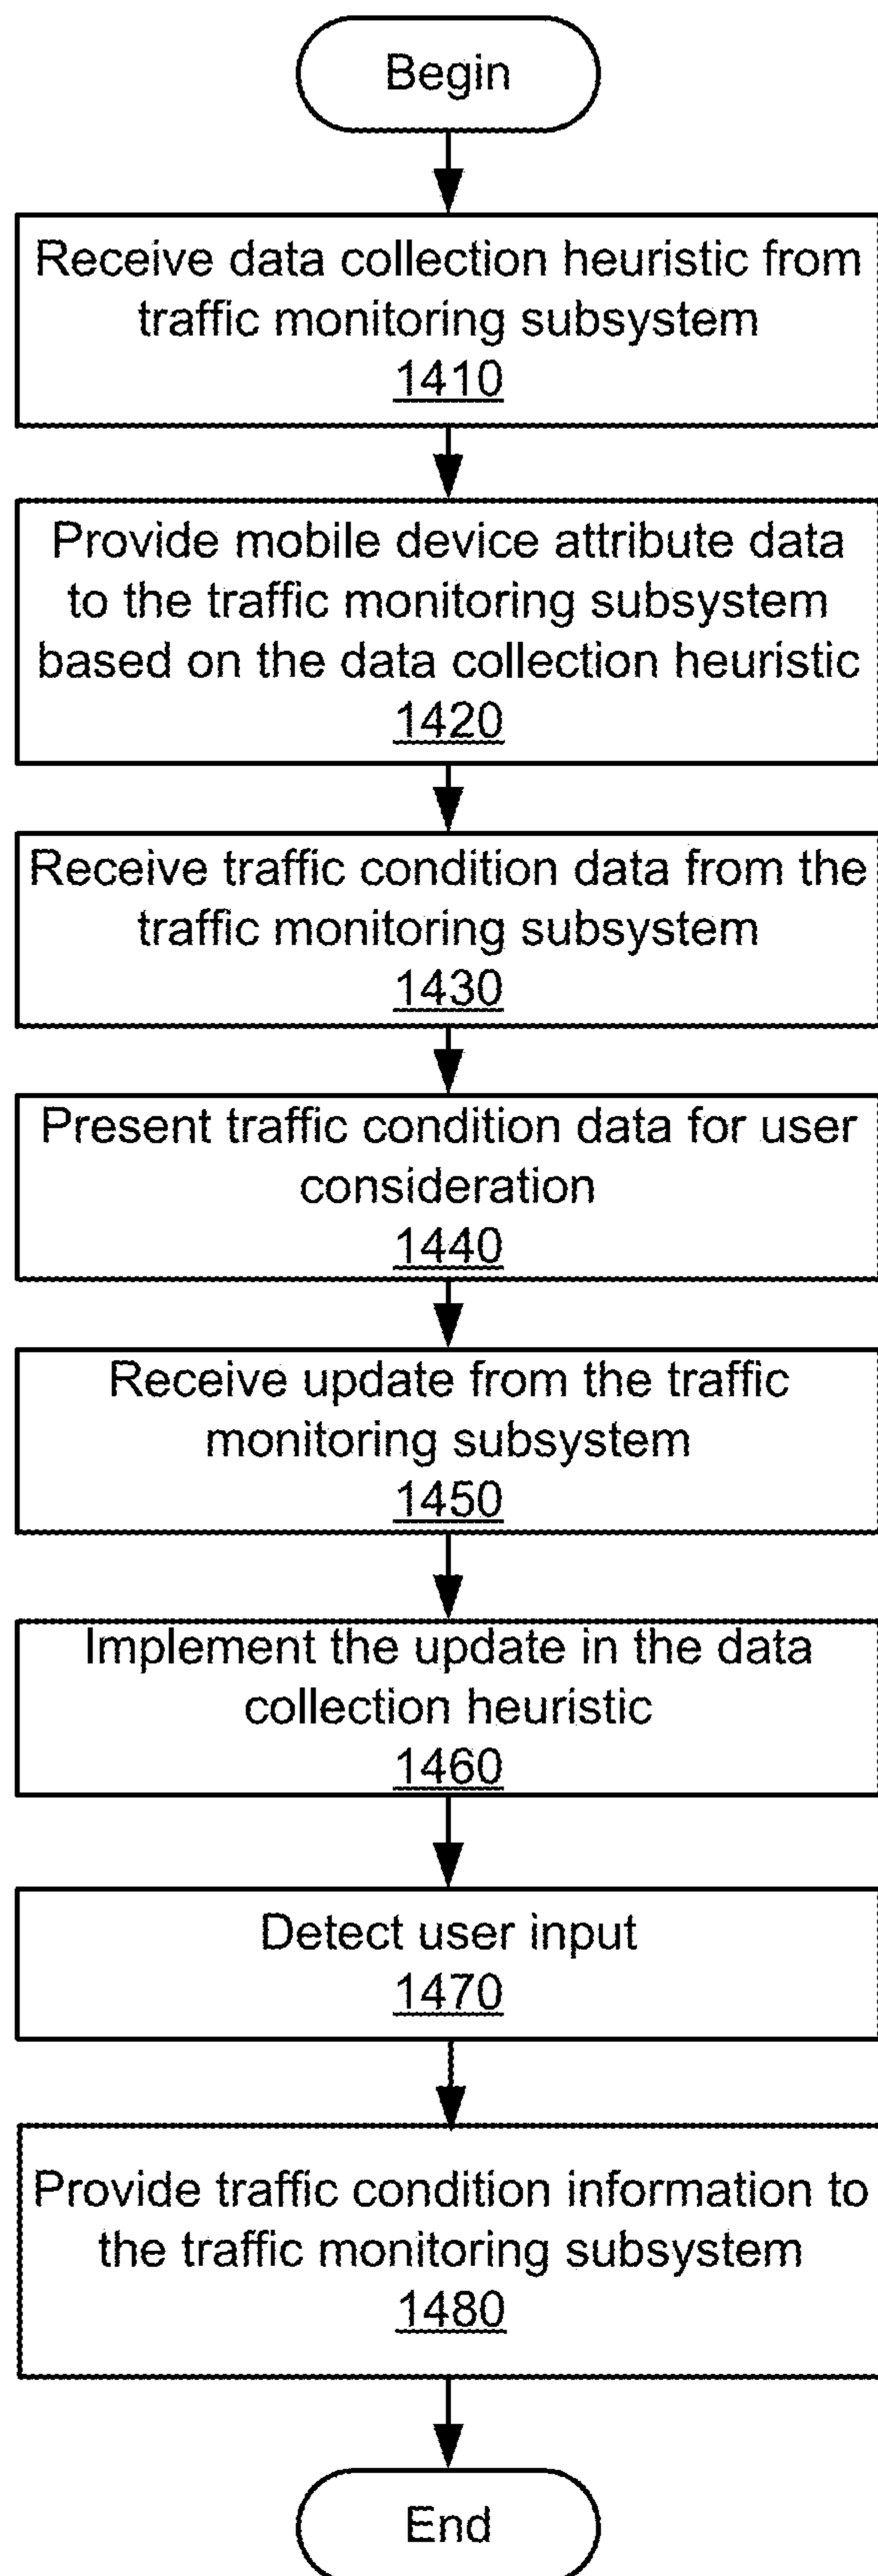 Begin
Receive data collection heuristic from
traffic monitoring subsystem
1410
Provide mobile device attribute data
to the traffic monitoring subsystem
based on the data collection heuristic
1420
Receive traffic condition data from the
traffic monitoring subsystem
1430
Present traffic condition data for user
consideration
1440
Receive update from the traffic
monitoring subsystem
1450
Implement the update in the data
collection heuristic
1460
Detect user input
1470
Provide traffic condition information to
the traffic monitoring subsystem
1480
End